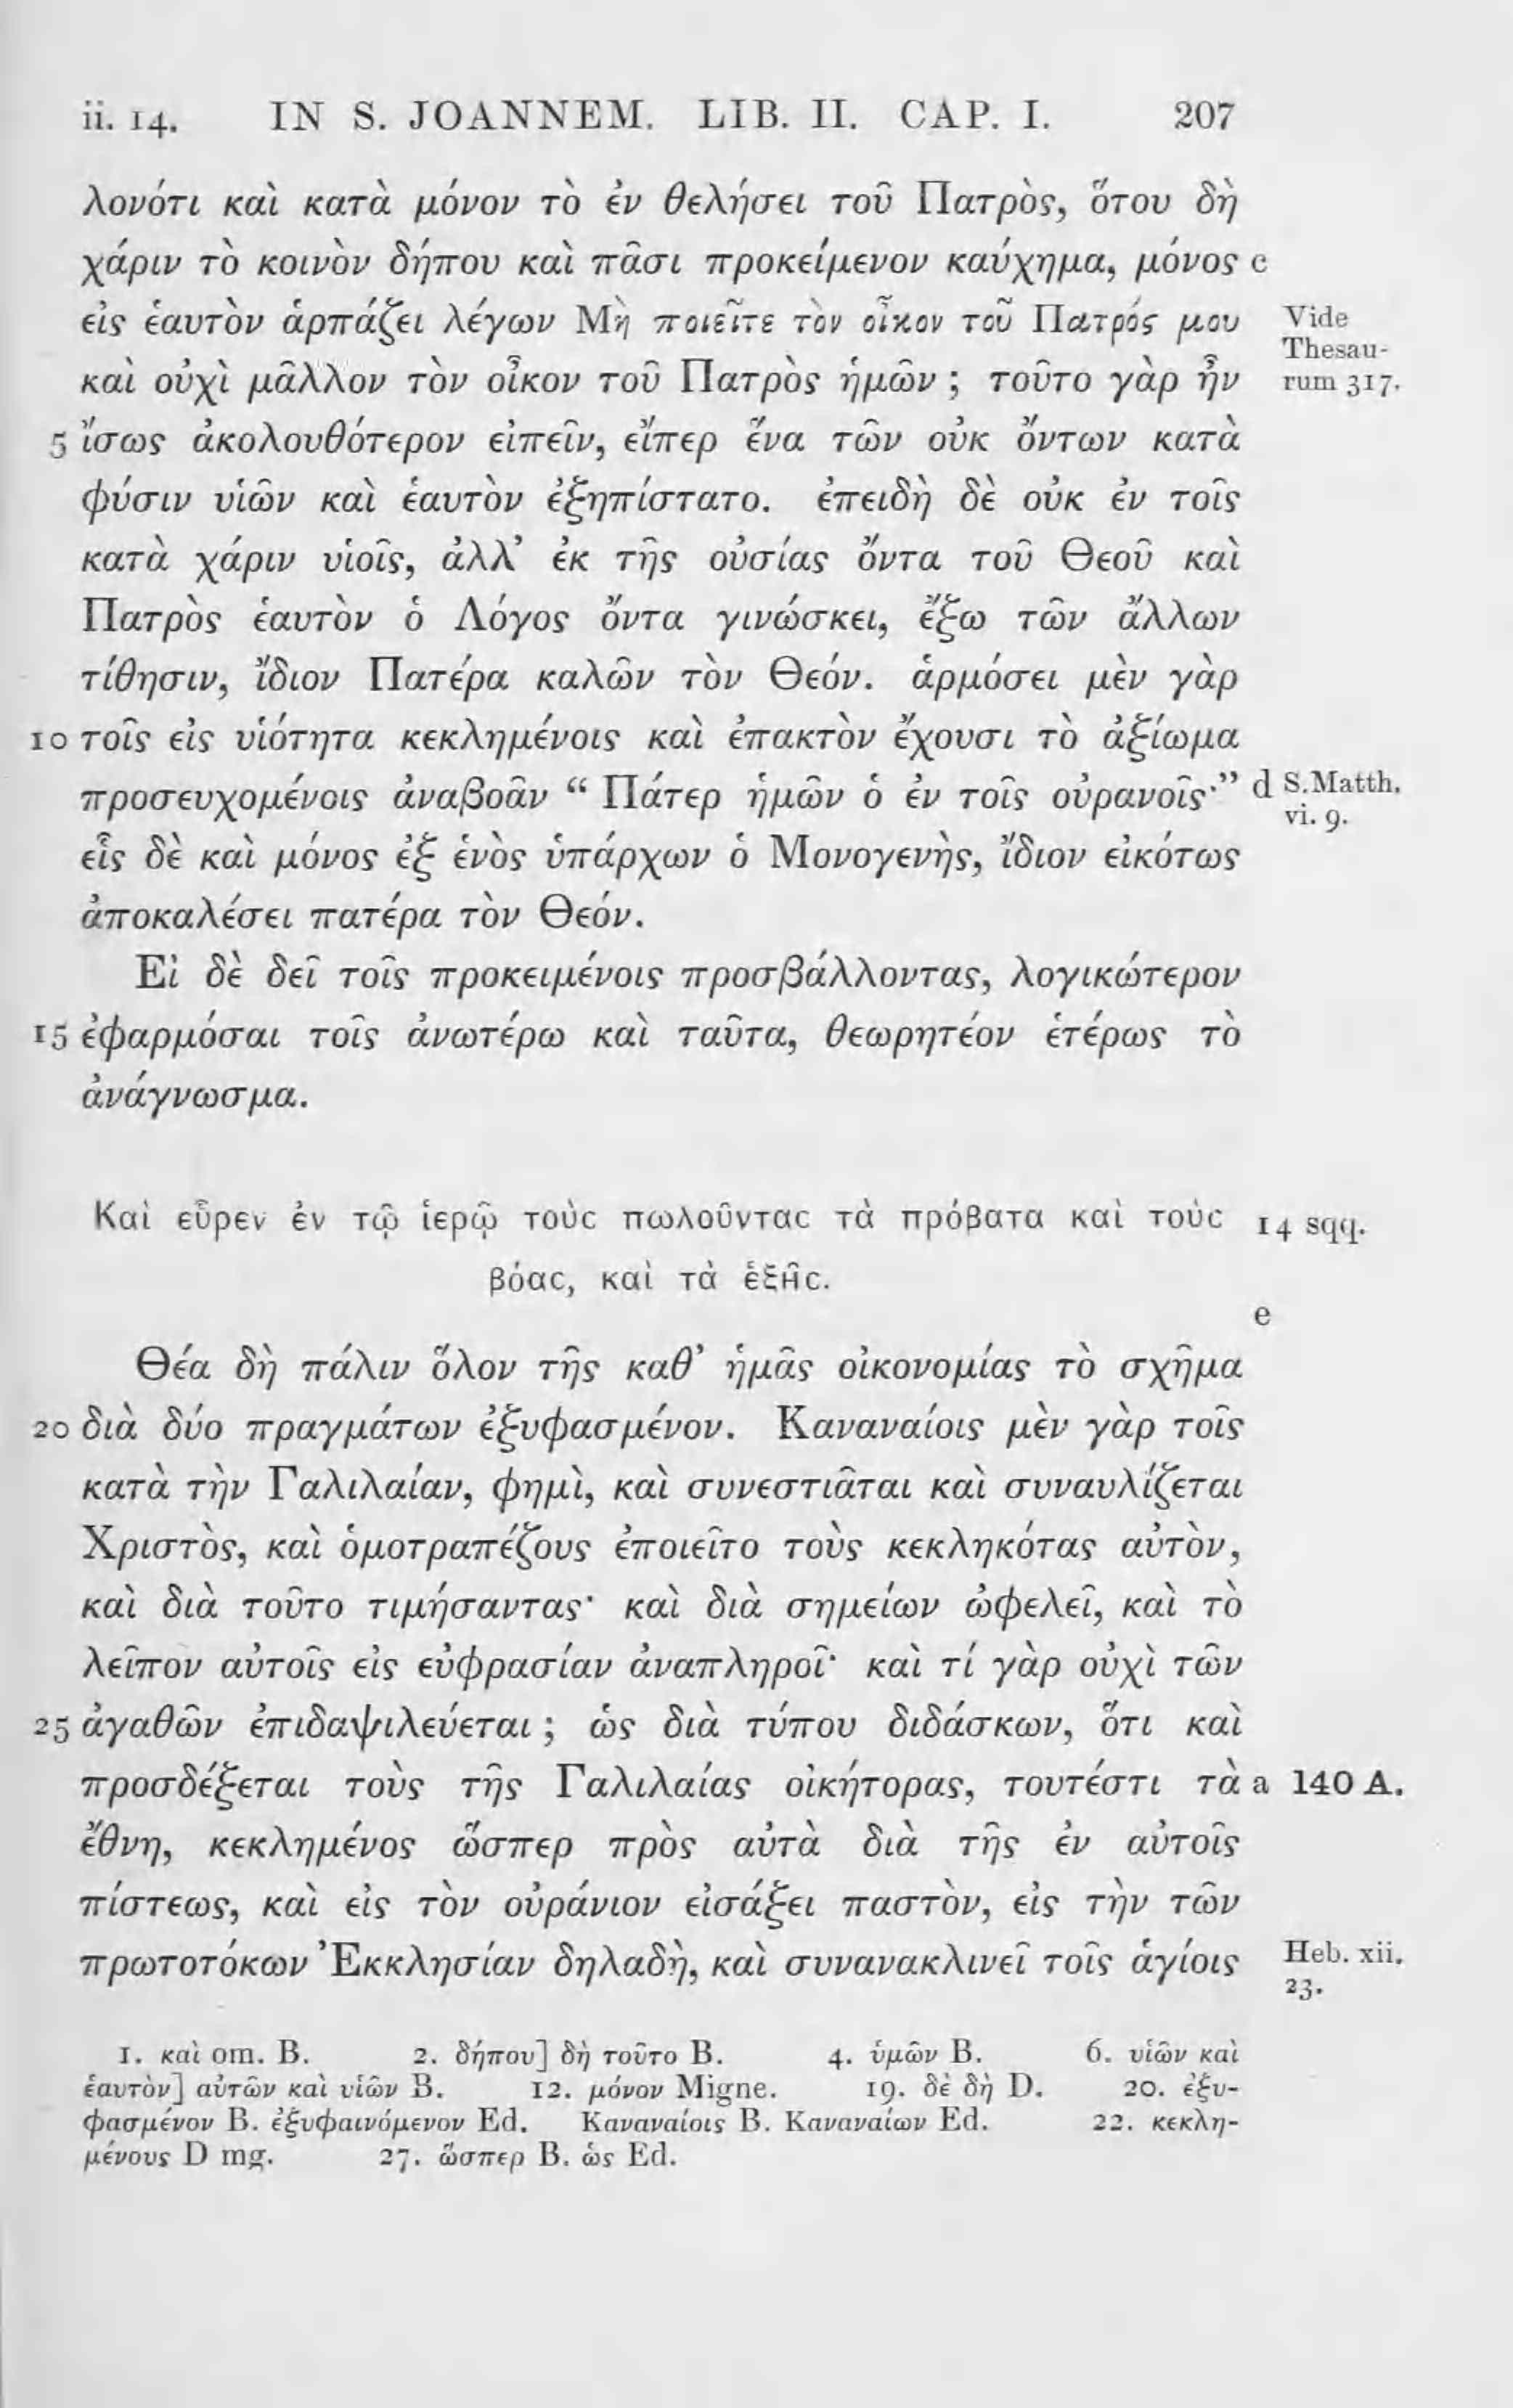 ii. 14. IN S. JOANNEM. LIB. II. CAP. I. 207
λονότι καὶ κατὰ μόνον τὸ ἐν θελήσει τοῦ Πατρὸς, ὅτου δὴ
χάριν τὸ κοινὸν δήπου καὶ πᾶσι προκείμενον καύχημα, μόνος c
εἰς ἑαυτὸν ἁρπάζει λέγων Μὴ ποιεῖτε τὸν οἶκον τοῦ Πατρός μου Vide
Thesau-
καὶ οὐχὶ μᾶλλον τὸν οἶκον τοῦ Πατρὸς ἡμῶν ; τοῦτο γὰρ ἦν rum 317.
5 ἴσως ἀκολουθότερον εἰπεῖν, εἴπερ ἕνα τῶν οὐκ ὄντων κατὰ
φύσιν υἱῶν καὶ ἑαυτὸν ἐξηπίστατο. ἐπειδὴ δὲ οὐκ ἐν τοῖς
κατὰ χάριν υἱοῖς, ἀλλ’ ἐκ τῆς οὐσίας ὄντα τοῦ Θεοῦ καὶ
Πατρὸς ἑαυτὸν ὁ Λόγος ὄντα γινώσκει, ἔξω τῶν ἄλλων
τίθησιν, ἴδιον Πατέρα καλῶν τὸν Θεόν. ἁρμόσει μὲν γὰρ
10 τοῖς εἰς υἱότητα κεκλημένοις καὶ ἐπακτὸν ἔχουσι τὸ ἀξίωμα
προσευχομένοις ἀναβοᾶν “ Πάτερ ἡμῶν ὁ ἐν τοῖς οὐρανοῖς·” d S. Matth.
vi. 9.
εἷς δὲ καὶ μόνος ἐξ ἑνὸς ὑπάρχων ὁ Μονογενὴς, ἴδιον εἰκότως
ἀποκαλέσει πατέρα τὸν Θεόν.
Εἰ δὲ δεῖ τοῖς προκειμένοις προσβάλλοντας, λογικώτερον
15 ἐφαρμόσαι τοῖς ἀνωτέρω καὶ ταῦτα, θεωρητέον ἑτέρως τὸ
ἀνάγνωσμα.
Καὶ εὗρεν ἐν τῷ ἱερῷ τοὺς πωλοῦντας τὰ πρόβατα καὶ τοὺς 14 sqq.
βόας, καὶ τὰ ἑξῆς.
e
Θέα δὴ πάλιν ὅλον τῆς καθ’ ἡμᾶς οἰκονομίας τὸ σχῆμα
20 διὰ δύο πραγμάτων ἐξυφασμένον. Καναναίοις μὲν γὰρ τοῖς
κατὰ τὴν Γαλιλαίαν, φημὶ, καὶ συνεστιᾶται καὶ συναυλίζεται
Χριστὸς, καὶ ὁμοτραπέζους ἐποιεῖτο τοὺς κεκληκότας αὐτὸν,
καὶ διὰ τοῦτο τιμήσαντας· καὶ διὰ σημείων ὠφελεῖ, καὶ τὸ
λεῖπον αὐτοῖς εἰς εὐφρασίαν ἀναπληροῖ· καὶ τί γὰρ οὐχὶ τῶν
25 ἀγαθῶν ἐπιδαψιλεύεται ; ὡς διὰ τύπου διδάσκων, ὅτι καὶ
προσδέξεται τοὺς τῆς Γαλιλαίας οἰκήτορας, τουτέστι τὰ a 140 A.
ἔθνη, κεκλημένος ὥσπερ πρὸς αὐτὰ διὰ τῆς ἐν αὐτοῖς
πίστεως, καὶ εἰς τὸν οὐράνιον εἰσάξει παστὸν, εἰς τὴν τῶν
πρωτοτόκων Ἐκκλησίαν δηλαδὴ, καὶ συνανακλινεῖ τοῖς ἁγίοις Heb. xii.
23.
1. καὶ om. B. 2. δήπου] δὴ τοῦτο B. 4. ὑμῶν B. 6. υἱῶν καὶ
ἑαυτὸν] αὐτῶν καὶ υἱῶν B. 12. μόνον Migne. 19. δὲ δὴ D. 20. ἐξυ-
φασμένον B. ἐξυφαινόμενον Ed. Καναναίοις B. Καναναίων Ed. 22. κεκλη-
μένους D mg. 27. ὥσπερ B. ὡς Ed.